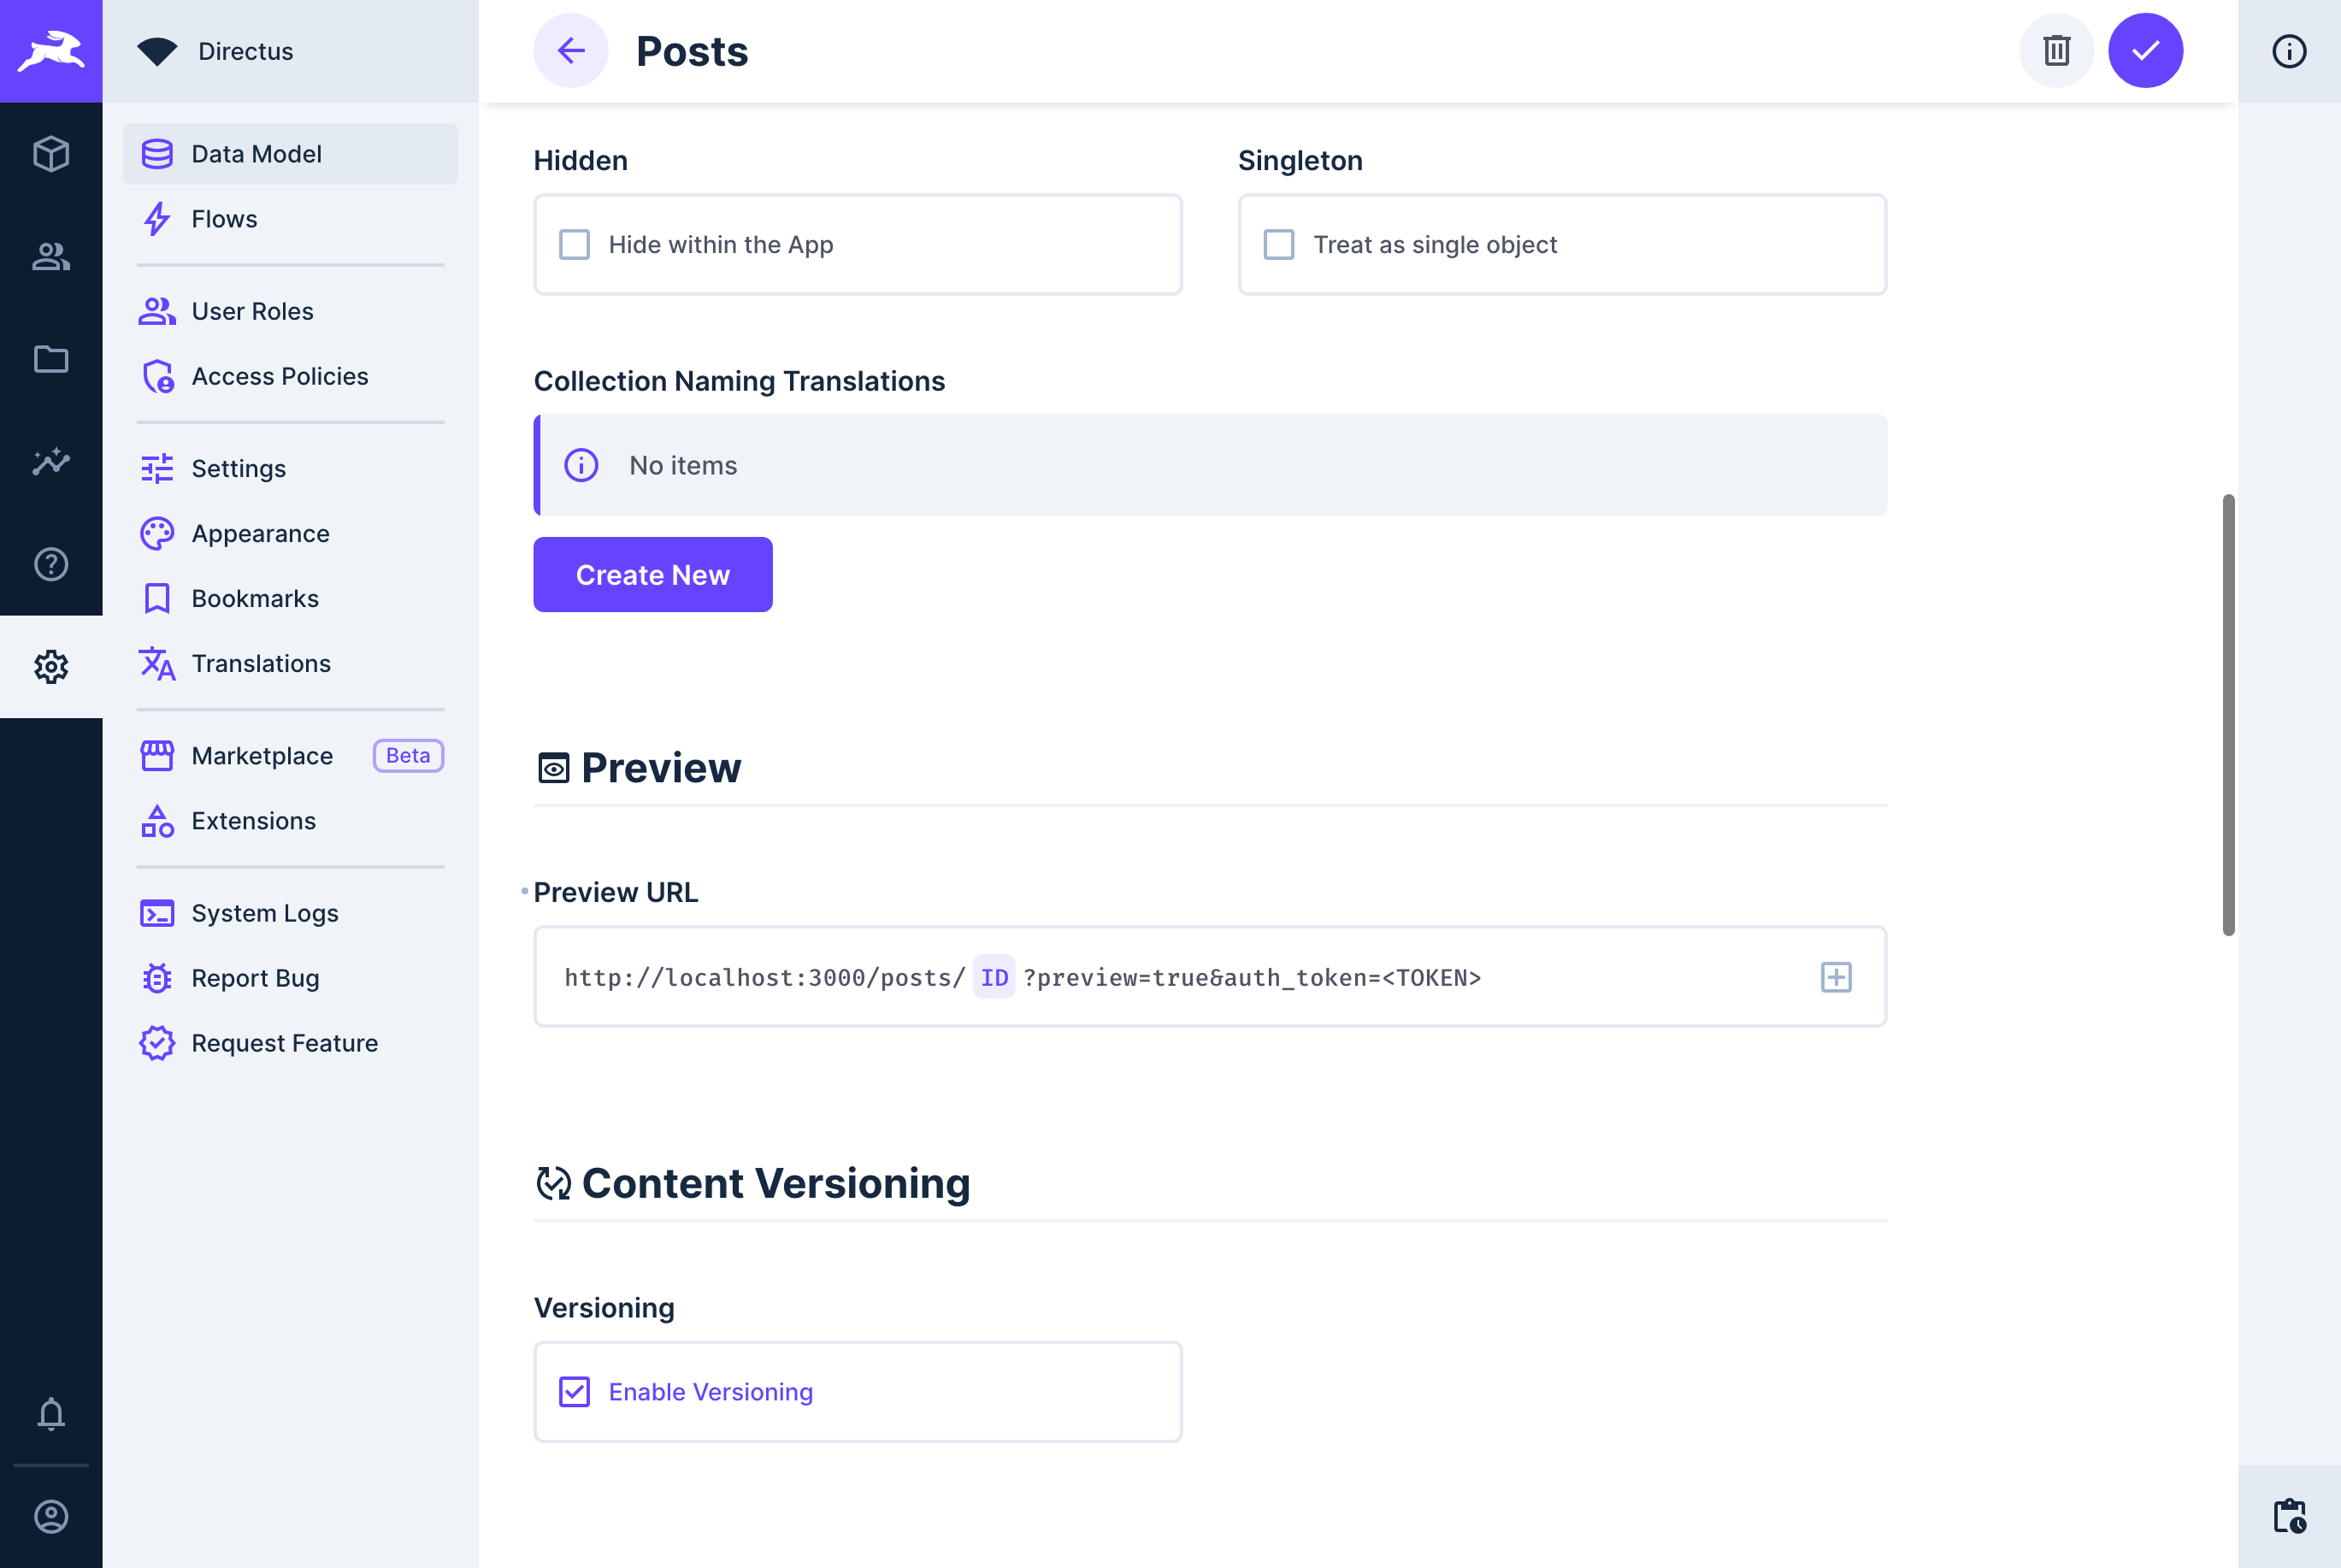 Directus
Data Model
Flows
User Roles
Access Policies
Settings
Appearance
Bookmarks
Translations
Marketplace Beta
Extensions
System Logs
Report Bug
Request Feature
Posts
Hidden
Hide within the App
Singleton
Treat as single object
Collection Naming Translations
No items
Create New
Preview
Preview URL
http://localhost:3000/posts/ ID ?preview=true&auth_token=<TOKEN>
Content Versioning
Versioning
Enable Versioning